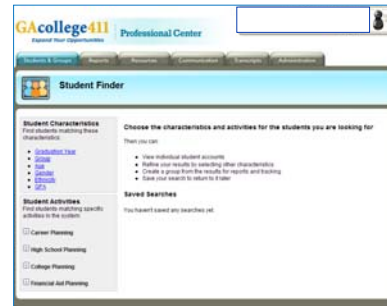 GAcollege411
Expand Your Opportunities
Professional Center
Students & Groups
Reports
Resources
Communication
Transcripts
Administration
Student Finder
Student Characteristics
Find students matching these
characteristics:
Graduation Year
Group
Age
Gender
Ethnicity
GPA
Student Activities
Find students matching specific
activities in the system:
Career Planning
High School Planning
College Planning
Financial Aid Planning
Choose the characteristics and activities for the students you are looking for
Then you can:
View individual student accounts
Refine your results by selecting other characteristics
Create a group from the results for reports and tracking
Save your search to return to it later
Saved Searches
You haven't saved any searches yet.